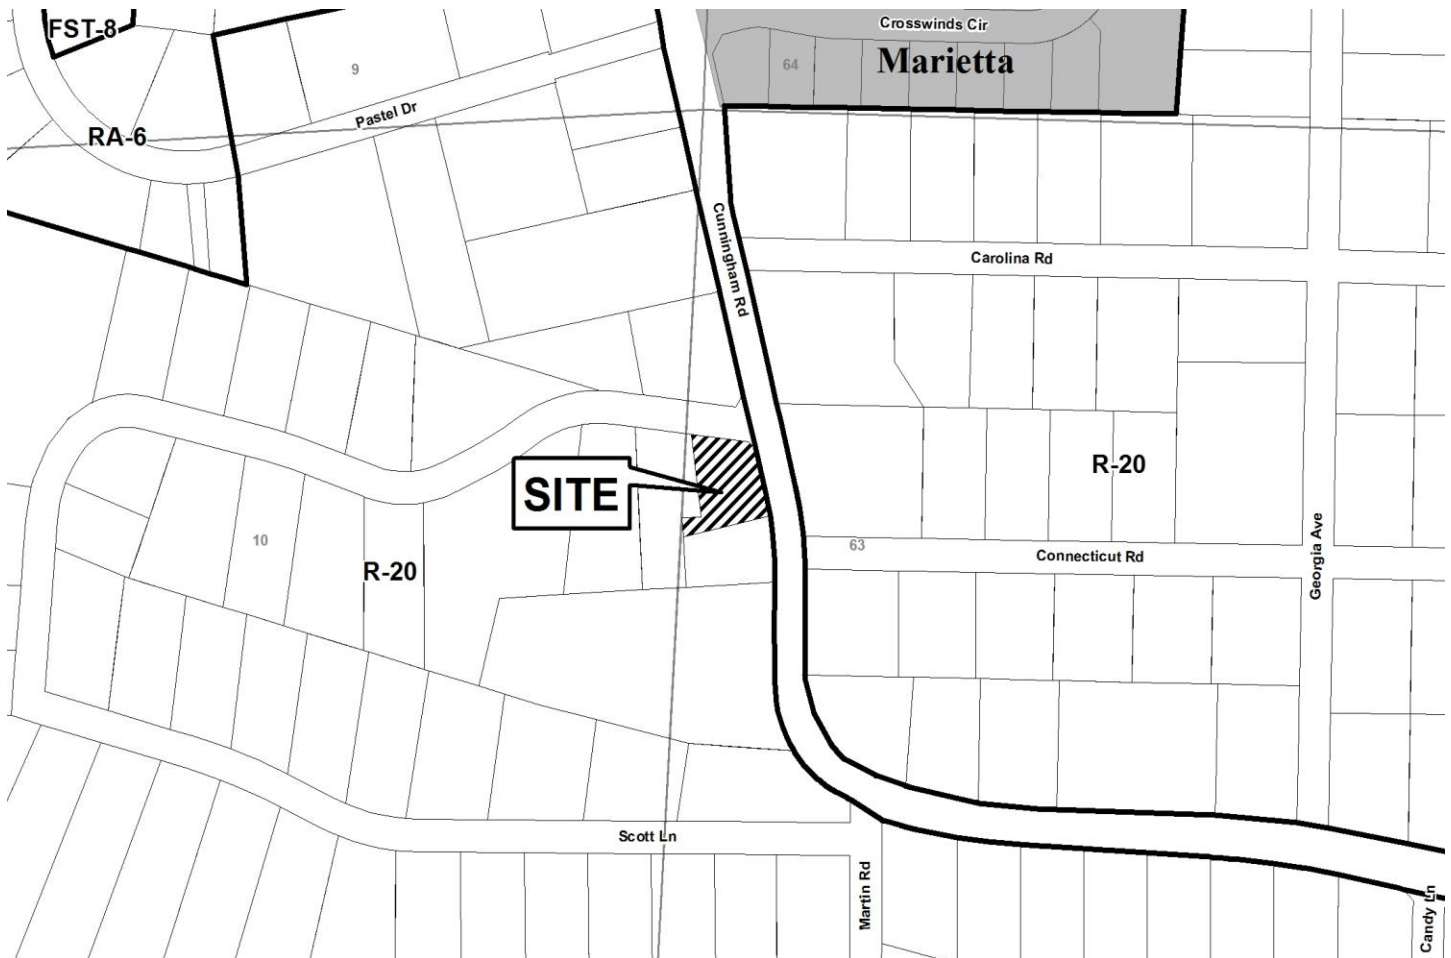 Crosswinds Cir
FST-8
64
Marietta
9
Pastel Dr
RA-6
Cunningham Rd
Carolina Rd
R-20
SITE
10
63
Connecticut Rd
Georgia Ave
R-20
Scott Ln
Martin Rd
Candy Ln